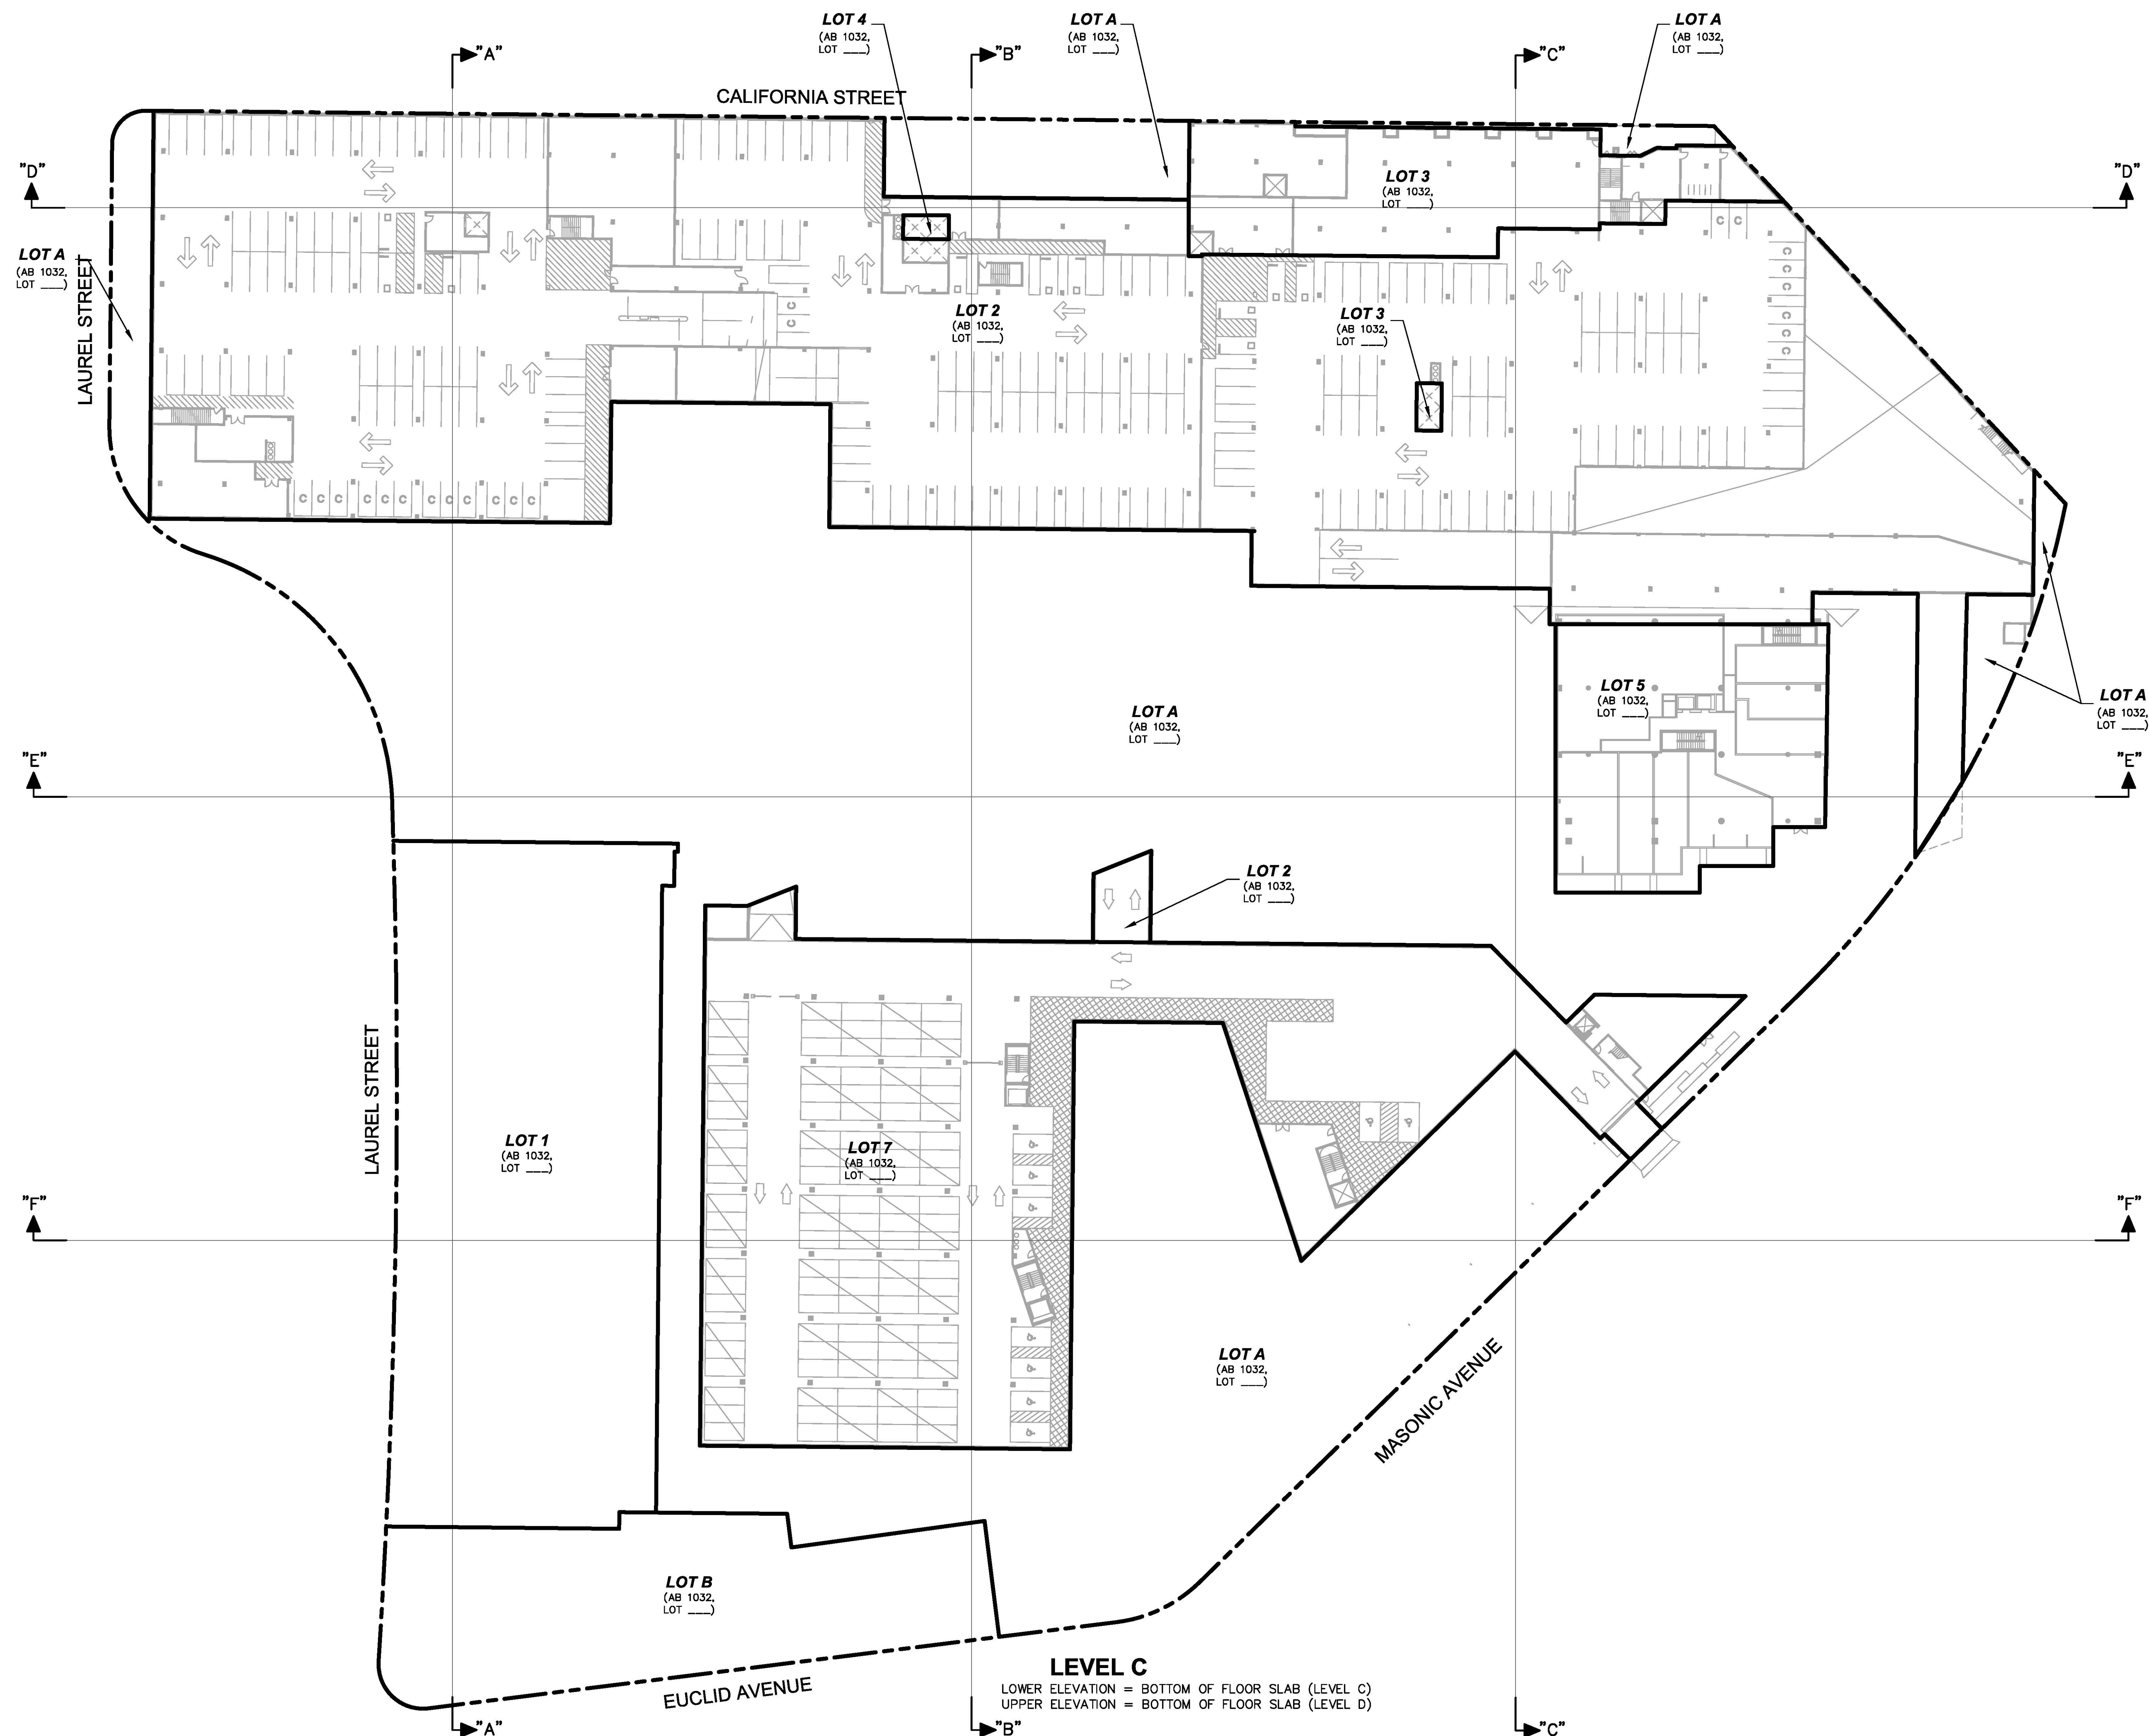 LOT 4
(AB 1032,
LOT ___)
LOT A
(AB 1032,
LOT ___)
LOT A
(AB 1032,
LOT ___)
"A"
"B"
"C"
CALIFORNIA STREET
"D"
"D"
LOT 3
(AB 1032,
LOT ___)
LOT A
(AB 1032,
LOT ___)
LAUREL STREET
LOT 2
(AB 1032,
LOT ___)
LOT 3
(AB 1032,
LOT ___)
C C
C
C
C
C
C
C
C
C
C
C C C C C C C C C C C C
LOT 5
(AB 1032,
LOT ___)
LOT A
(AB 1032,
LOT ___)
LOT A
(AB 1032,
LOT ___)
"E"
"E"
LOT 2
(AB 1032,
LOT ___)
LAUREL STREET
LOT 1
(AB 1032,
LOT ___)
LOT 7
(AB 1032,
LOT ___)
"F"
"F"
LOT A
(AB 1032,
LOT ___)
MASONIC AVENUE
LOT B
(AB 1032,
LOT ___)
EUCLID AVENUE
LEVEL C
LOWER ELEVATION = BOTTOM OF FLOOR SLAB (LEVEL C)
UPPER ELEVATION = BOTTOM OF FLOOR SLAB (LEVEL D)
"A"
"B"
"C"